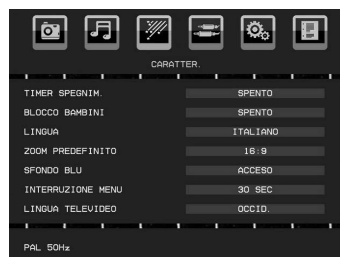 CARATTER.
TIMER SPEGNIM. SPENTO
BLOCCO BAMBINI SPENTO
LINGUA ITALIANO
ZOOM PREDEFINITO 16:9
SFONDO BLU ACCESO
INTERRUZIONE MENU 30 SEC
LINGUA TELEVIDEO OCCID.
PAL 50Hz